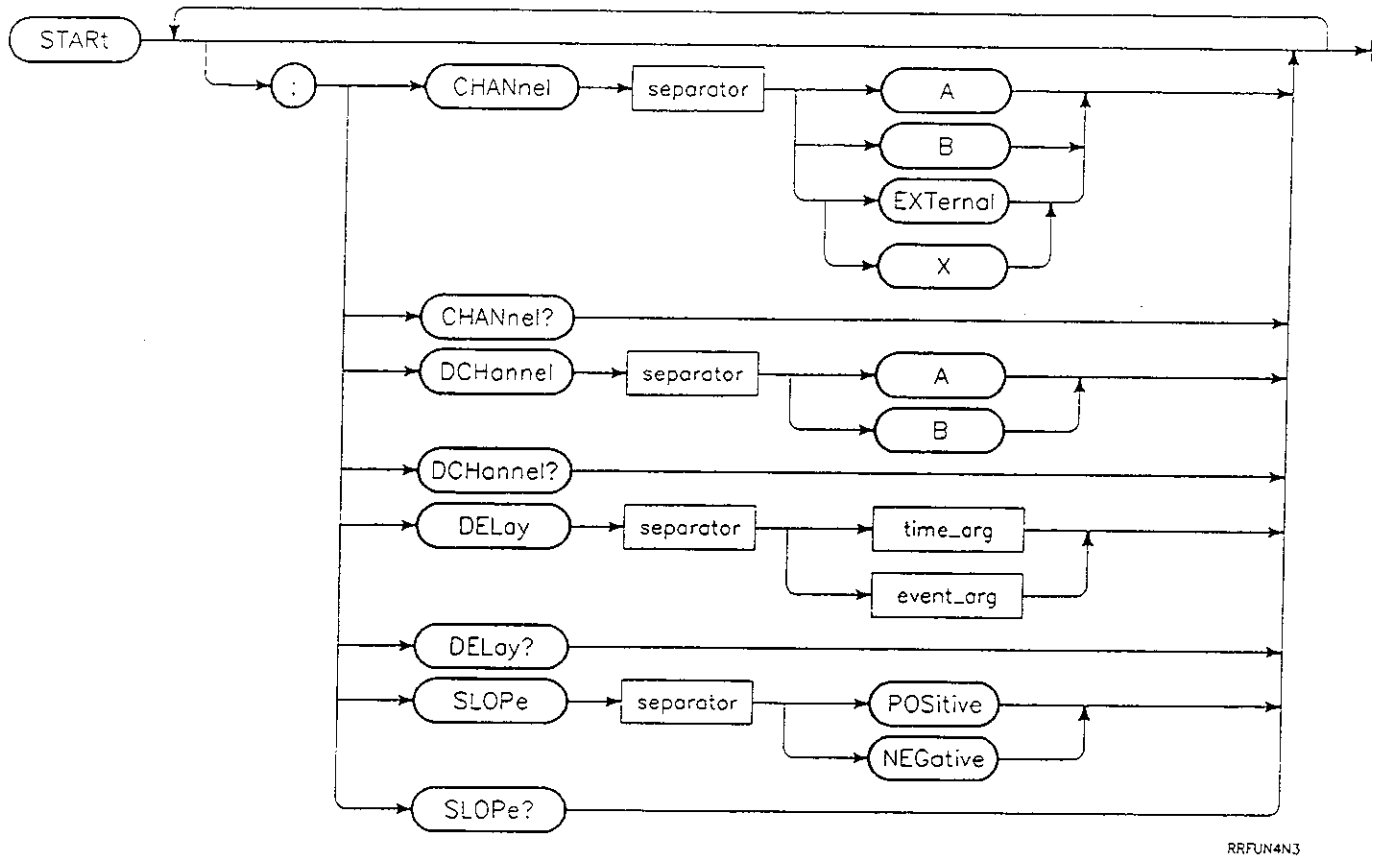 STARt
:
CHANnel
separator
A
B
EXTernal
X
CHANnel?
DCHannel
separator
A
B
DCHannel?
DELay
separator
time_arg
event_arg
DELay?
SLOPe
separator
POSitive
NEGative
SLOPe?
RRFUN4N3